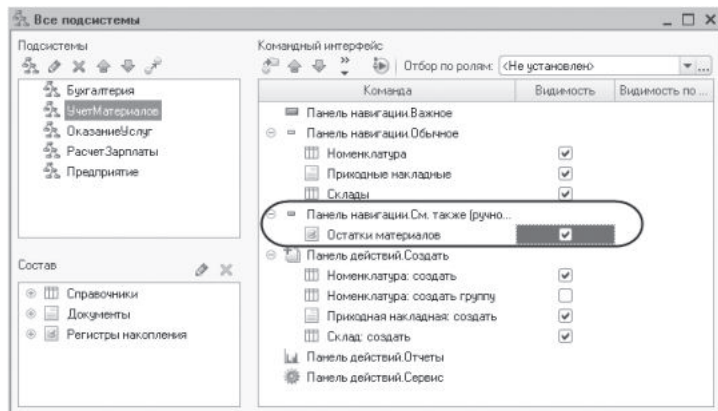 Все подсистемы
Подсистемы
Бухгалтерия
УчетМатериалов
ОказаниеУслуг
РасчетЗарплаты
Предприятие
Состав
Справочники
Документы
Регистры накопления
Командный интерфейс
Отбор по ролям: <Не установлен>
Команда Видимость Видимость по ...
Панель навигации.Важное
Панель навигации.Обычное
Номенклатура
Приходные накладные
Склады
Панель навигации.См. также (ручно...
Остатки материалов
Панель действий.Создать
Номенклатура: создать
Номенклатура: создать группу
Приходная накладная: создать
Склад: создать
Панель действий.Отчеты
Панель действий.Сервис